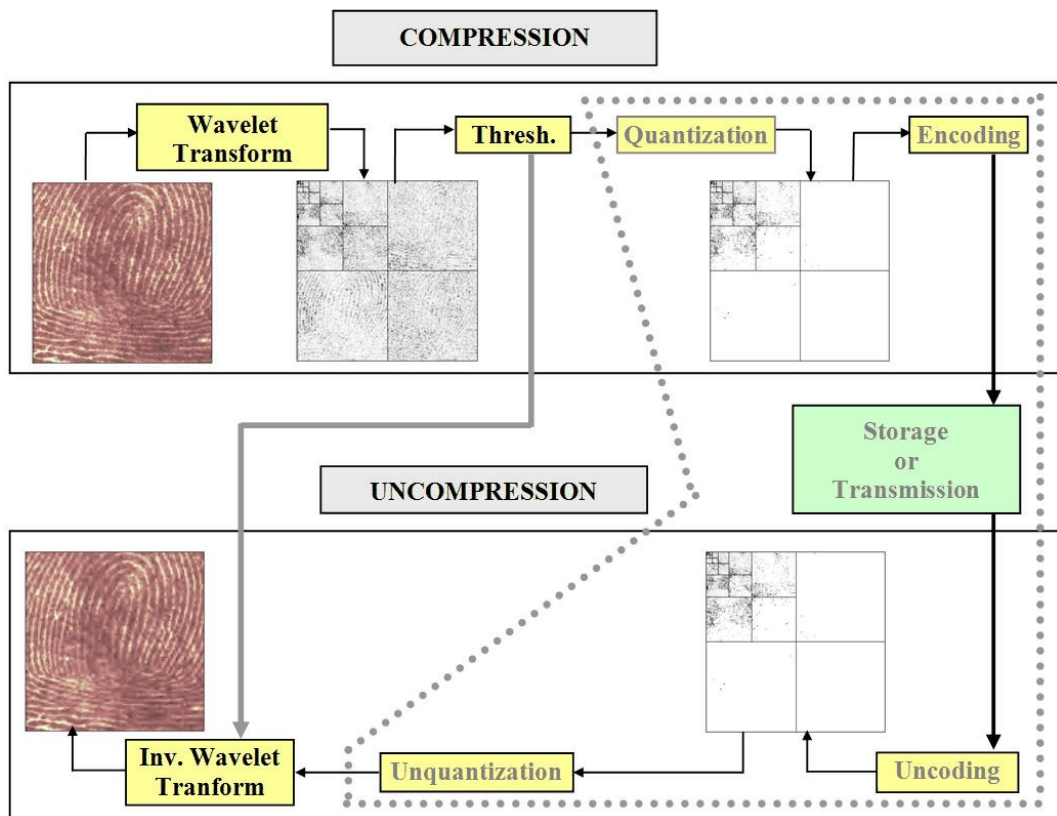 COMPRESSION
Wavelet
Transform
Thresh.
Quantization
Encoding
Storage
or
Transmission
UNCOMPRESSION
Inv. Wavelet
Tranform
Unquantization
Uncoding